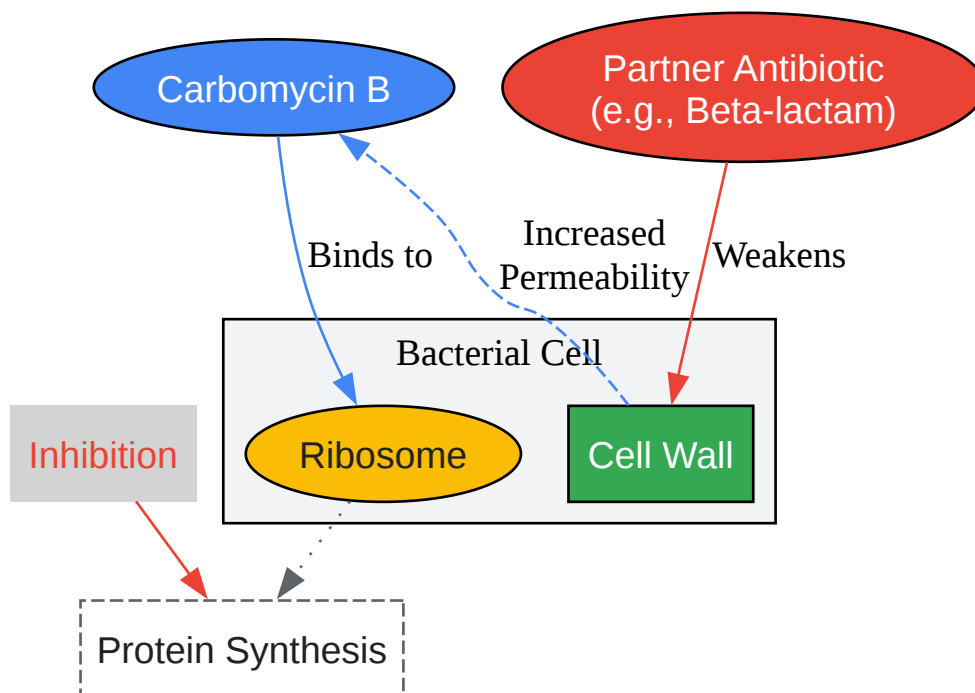 Carbomycin B
Partner Antibiotic
(e.g., Beta-lactam)
Binds to
Increased
Permeability
Weakens
Bacterial Cell
Inhibition
Ribosome
Cell Wall
Protein Synthesis